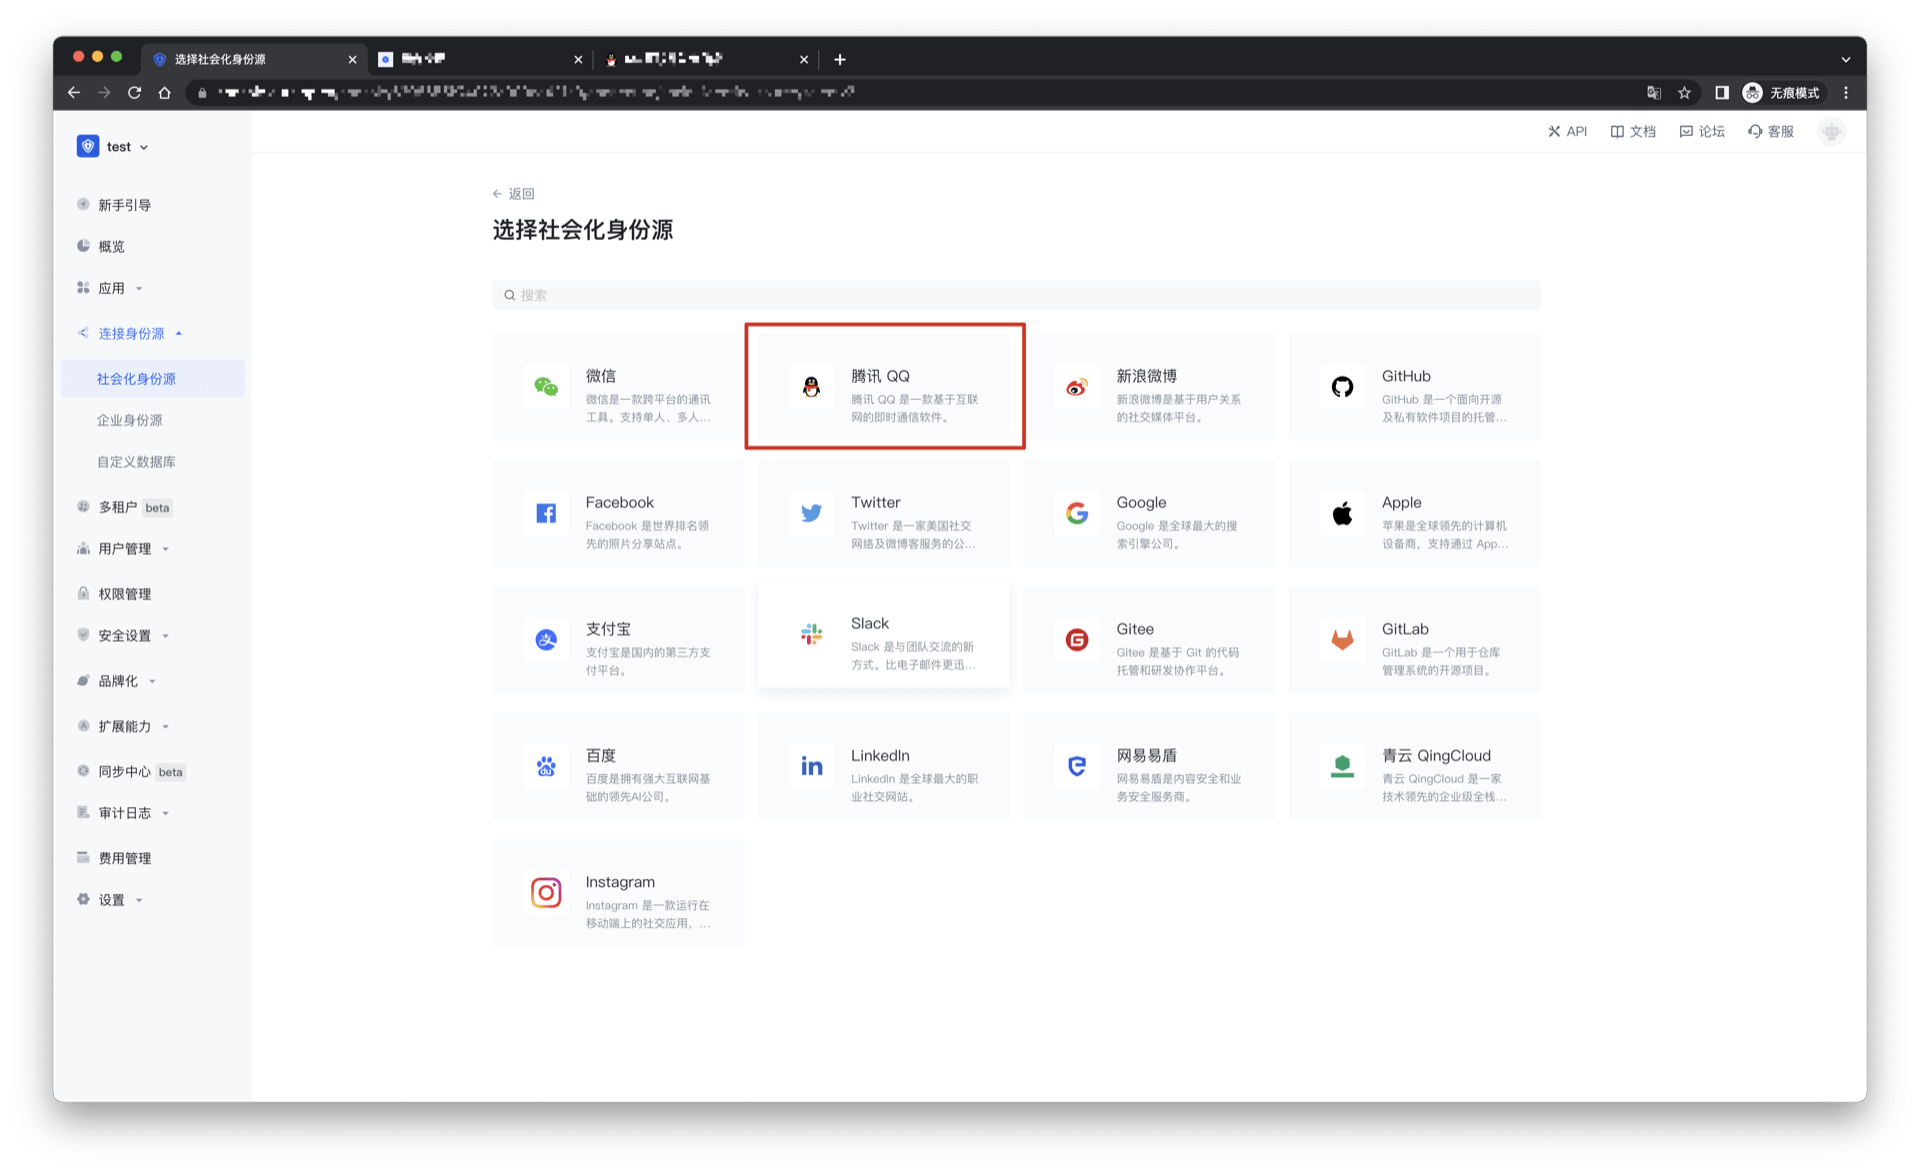 选择社会化身份源
无痕模式
test
API
文档
论坛
客服
新手引导
概览
应用
连接身份源
社会化身份源
企业身份源
自定义数据库
多租户 beta
用户管理
权限管理
安全设置
品牌化
扩展能力
同步中心 beta
审计日志
费用管理
设置
返回
选择社会化身份源
搜索
微信
微信是一款跨平台的通讯
工具。支持单人、多人...
腾讯 QQ
腾讯 QQ 是一款基于互联
网的即时通信软件。
新浪微博
新浪微博是基于用户关系
的社交媒体平台。
GitHub
GitHub 是一个面向开源
及私有软件项目的托管...
Facebook
Facebook 是世界排名领
先的照片分享站点。
Twitter
Twitter 是一家美国社交
网络及微博客服务的公...
Google
Google 是全球最大的搜
索引擎公司。
Apple
苹果是全球领先的计算机
设备商，支持通过 App...
支付宝
支付宝是国内的第三方支
付平台。
Slack
Slack 是与团队交流的新
方式。比电子邮件更迅...
Gitee
Gitee 是基于 Git 的代码
托管和研发协作平台。
GitLab
GitLab 是一个用于仓库
管理系统的开源项目。
百度
百度是拥有强大互联网基
础的领先AI公司。
LinkedIn
LinkedIn 是全球最大的职
业社交网站。
网易易盾
网易易盾是内容安全和业
务安全服务商。
青云 QingCloud
青云 QingCloud 是一家
技术领先的企业级全栈...
Instagram
Instagram 是一款运行在
移动端上的社交应用，...